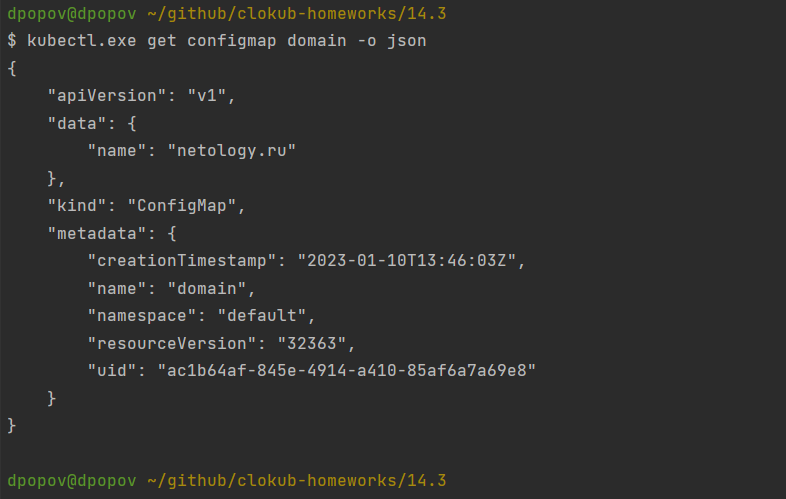 dpopov@dpopov ~/github/clokub-homeworks/14.3
$ kubectl.exe get configmap domain -o json
{
    "apiVersion": "v1",
    "data": {
        "name": "netology.ru"
    },
    "kind": "ConfigMap",
    "metadata": {
        "creationTimestamp": "2023-01-10T13:46:03Z",
        "name": "domain",
        "namespace": "default",
        "resourceVersion": "32363",
        "uid": "ac1b64af-845e-4914-a410-85af6a7a69e8"
    }
}
dpopov@dpopov ~/github/clokub-homeworks/14.3